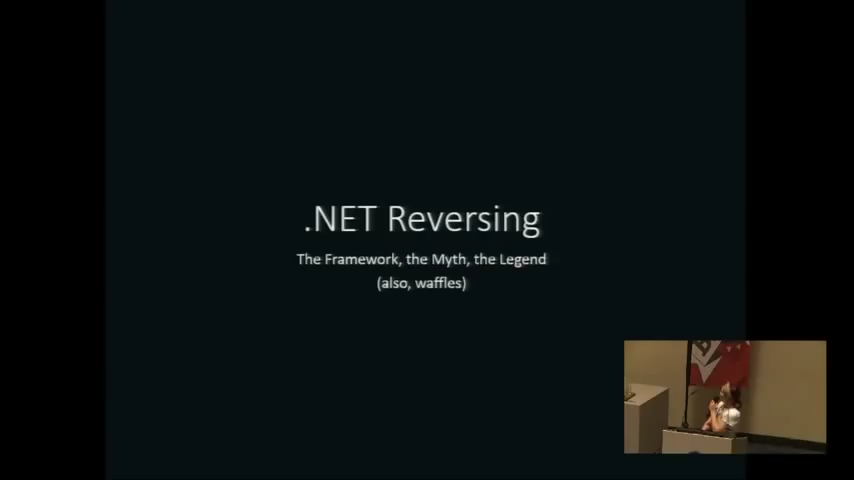 .NET Reversing
The Framework, the Myth, the Legend
(also, waffles)